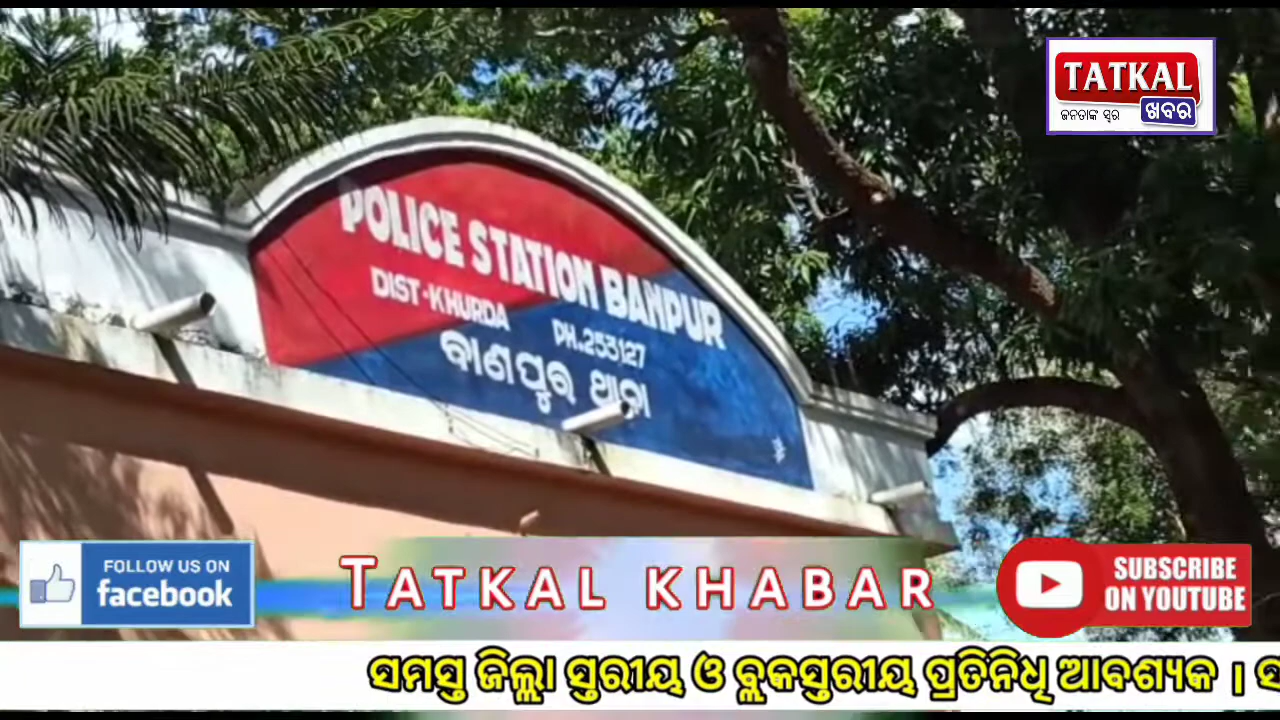 TATKAL
ଜନତାଙ୍କ ସ୍ୱର
ଖବର
POLICE STATION BANPUR
DIST-KHURDA PH.253127
ବାଣପୁର ଥାନା
FOLLOW US ON
facebook
TATKAL KHABAR
SUBSCRIBE
ON YOUTUBE
ସମସ୍ତ ଜିଲ୍ଲା ସ୍ତରୀୟ ଓ ବ୍ଲକସ୍ତରୀୟ ପ୍ରତିନିଧି ଆବଶ୍ୟକ । ସ